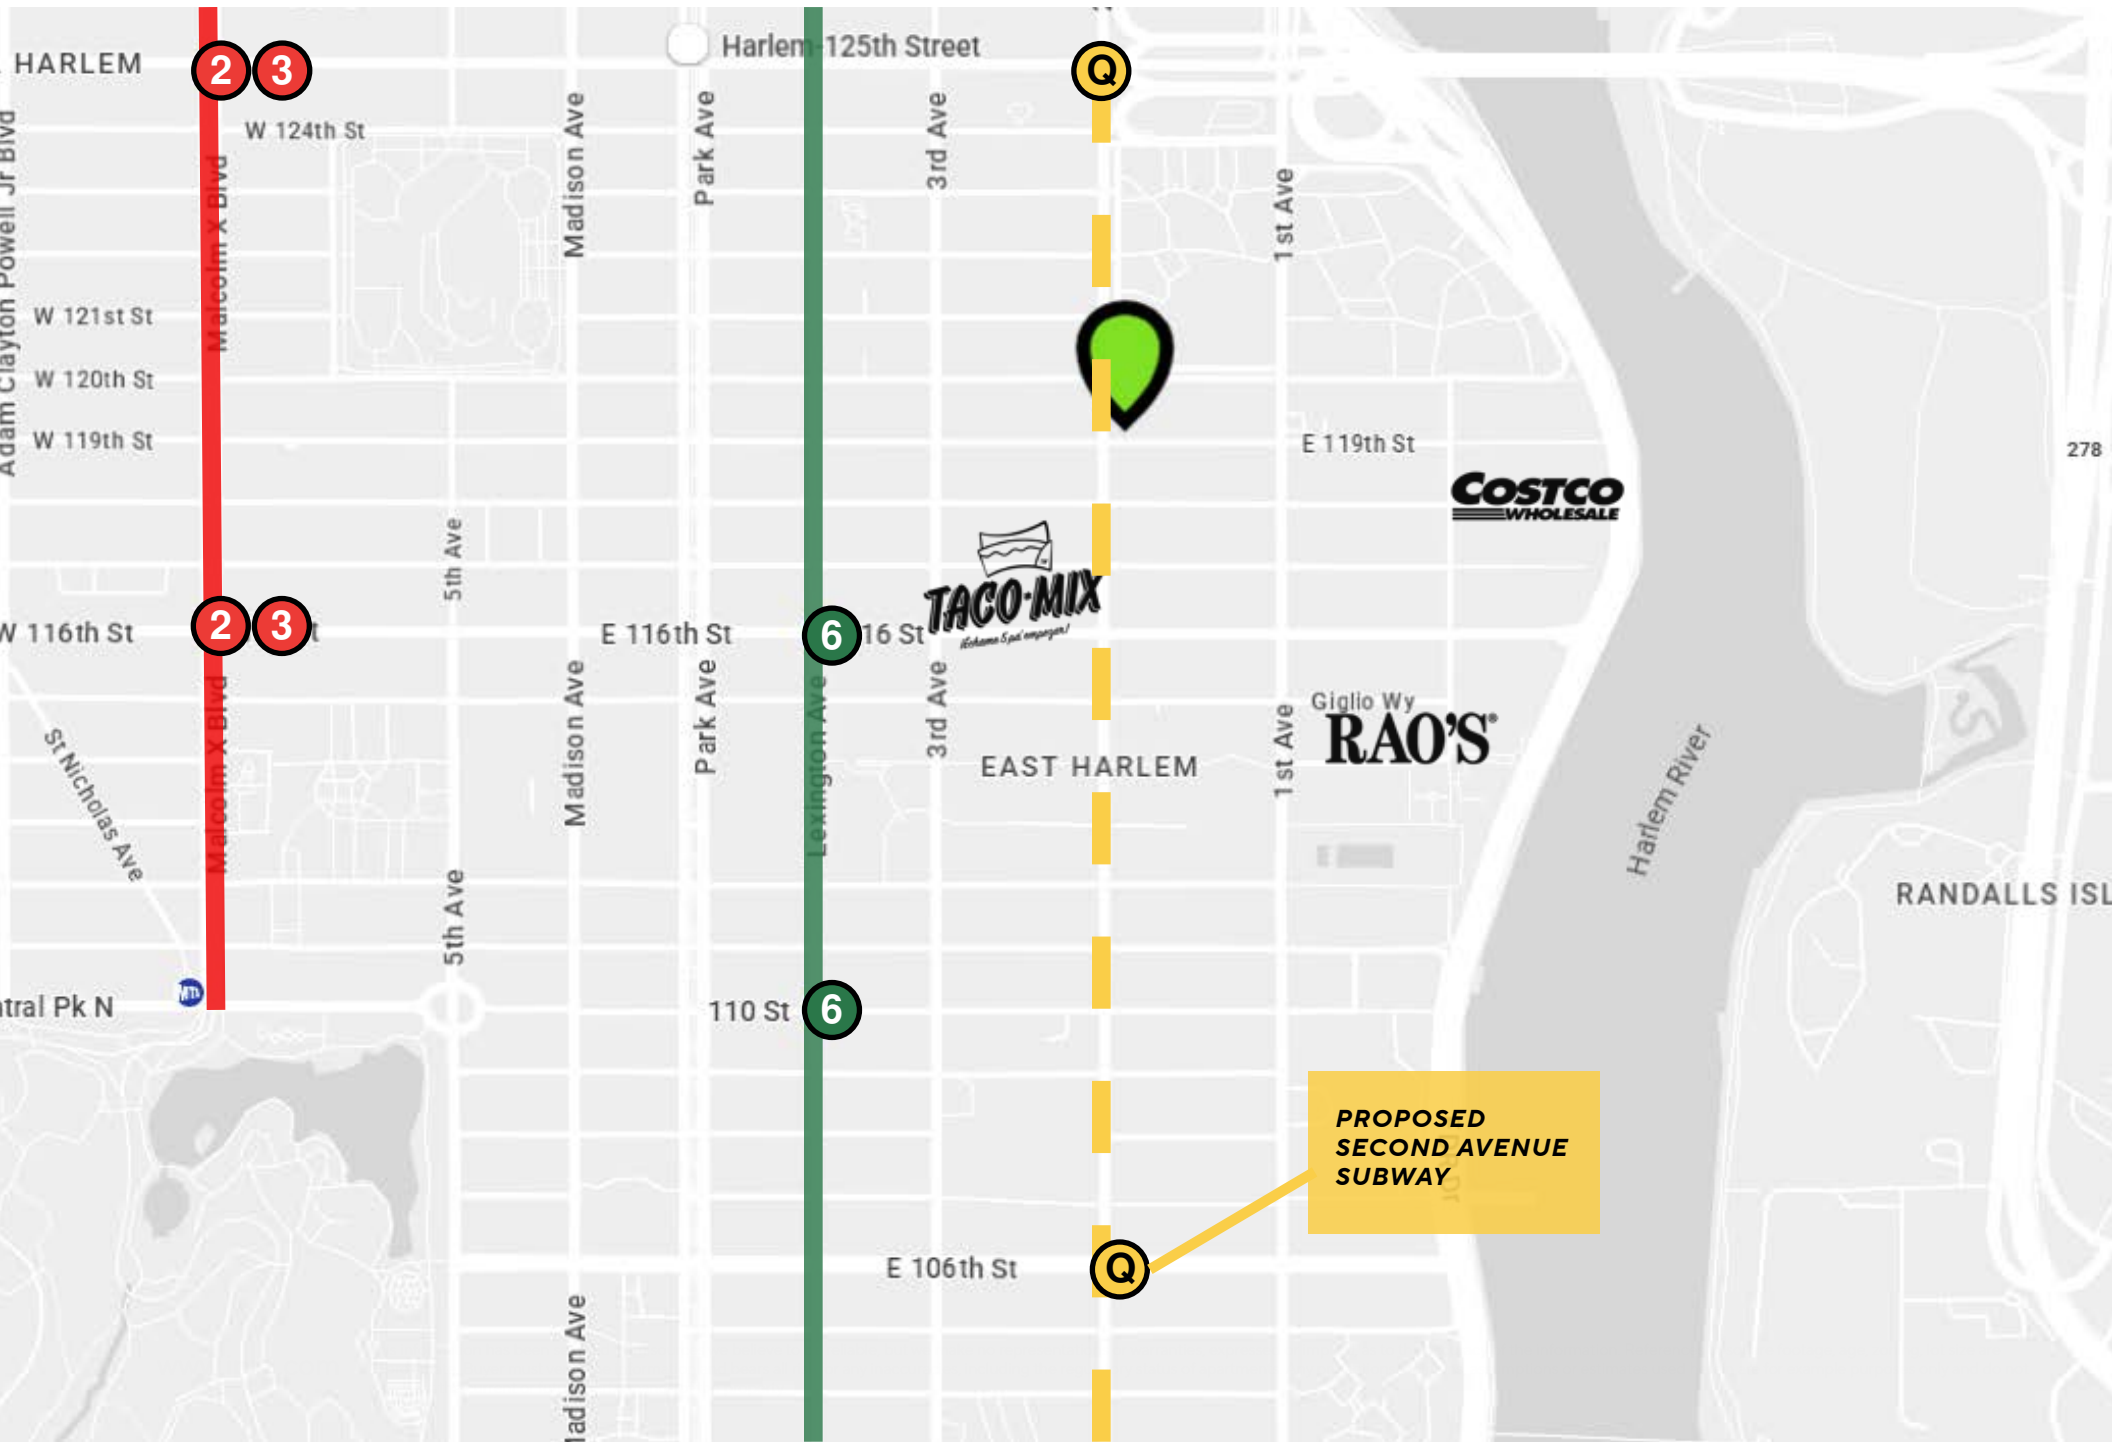 HARLEM
2
3
Harlem-125th Street
Q
W 124th St
Adam Clayton Powell Jr Blvd
Malcolm X Blvd
Madison Ave
Park Ave
3rd Ave
1st Ave
W 121st St
W 120th St
W 119th St
E 119th St
278
COSTCO
WHOLESALE
5th Ave
TACO·MIX
W 116th St
2
3
t
E 116th St
6
16 St
Malcolm X Blvd
Madison Ave
Park Ave
Lexington Ave
3rd Ave
1st Ave
Giglio Wy
RAO'S®
EAST HARLEM
St Nicholas Ave
Harlem River
5th Ave
RANDALLS ISL
MTA
ntral Pk N
110 St
6
PROPOSED
SECOND AVENUE
SUBWAY
E 106th St
Q
Madison Ave